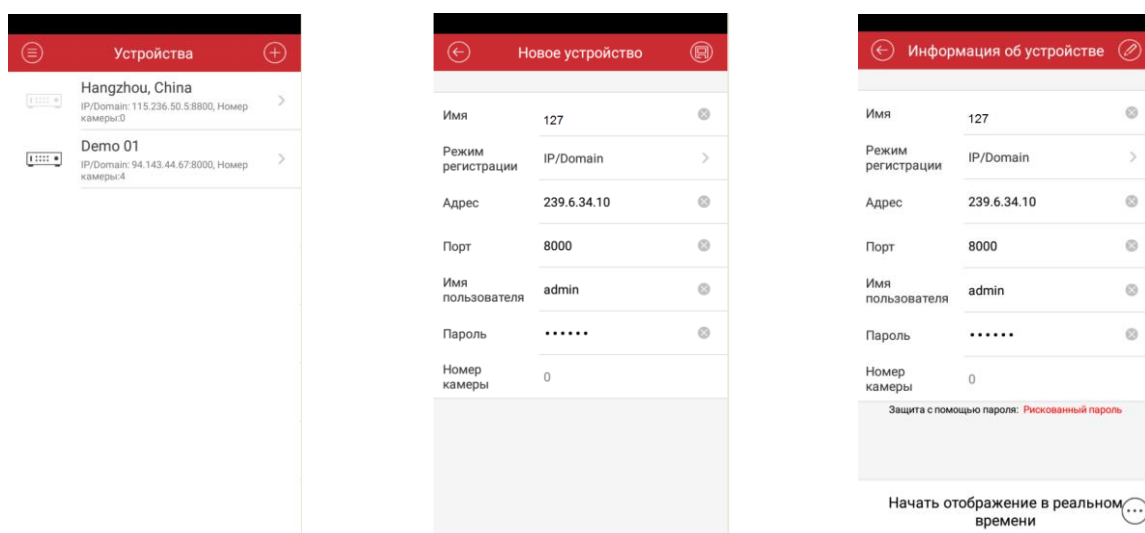 Устройства
Hangzhou, China
IP/Domain: 115.236.50.5:8800, Номер
камеры:0
Demo 01
IP/Domain: 94.143.44.67:8000, Номер
камеры:4
Новое устройство
Имя 127
Режим
регистрации IP/Domain
Адрес 239.6.34.10
Порт 8000
Имя
пользователя admin
Пароль ······
Номер
камеры 0
Информация об устройстве
Имя 127
Режим
регистрации IP/Domain
Адрес 239.6.34.10
Порт 8000
Имя
пользователя admin
Пароль ······
Номер
камеры 0
Защита с помощью пароля: Рискованный пароль
Начать отображение в реальном
времени